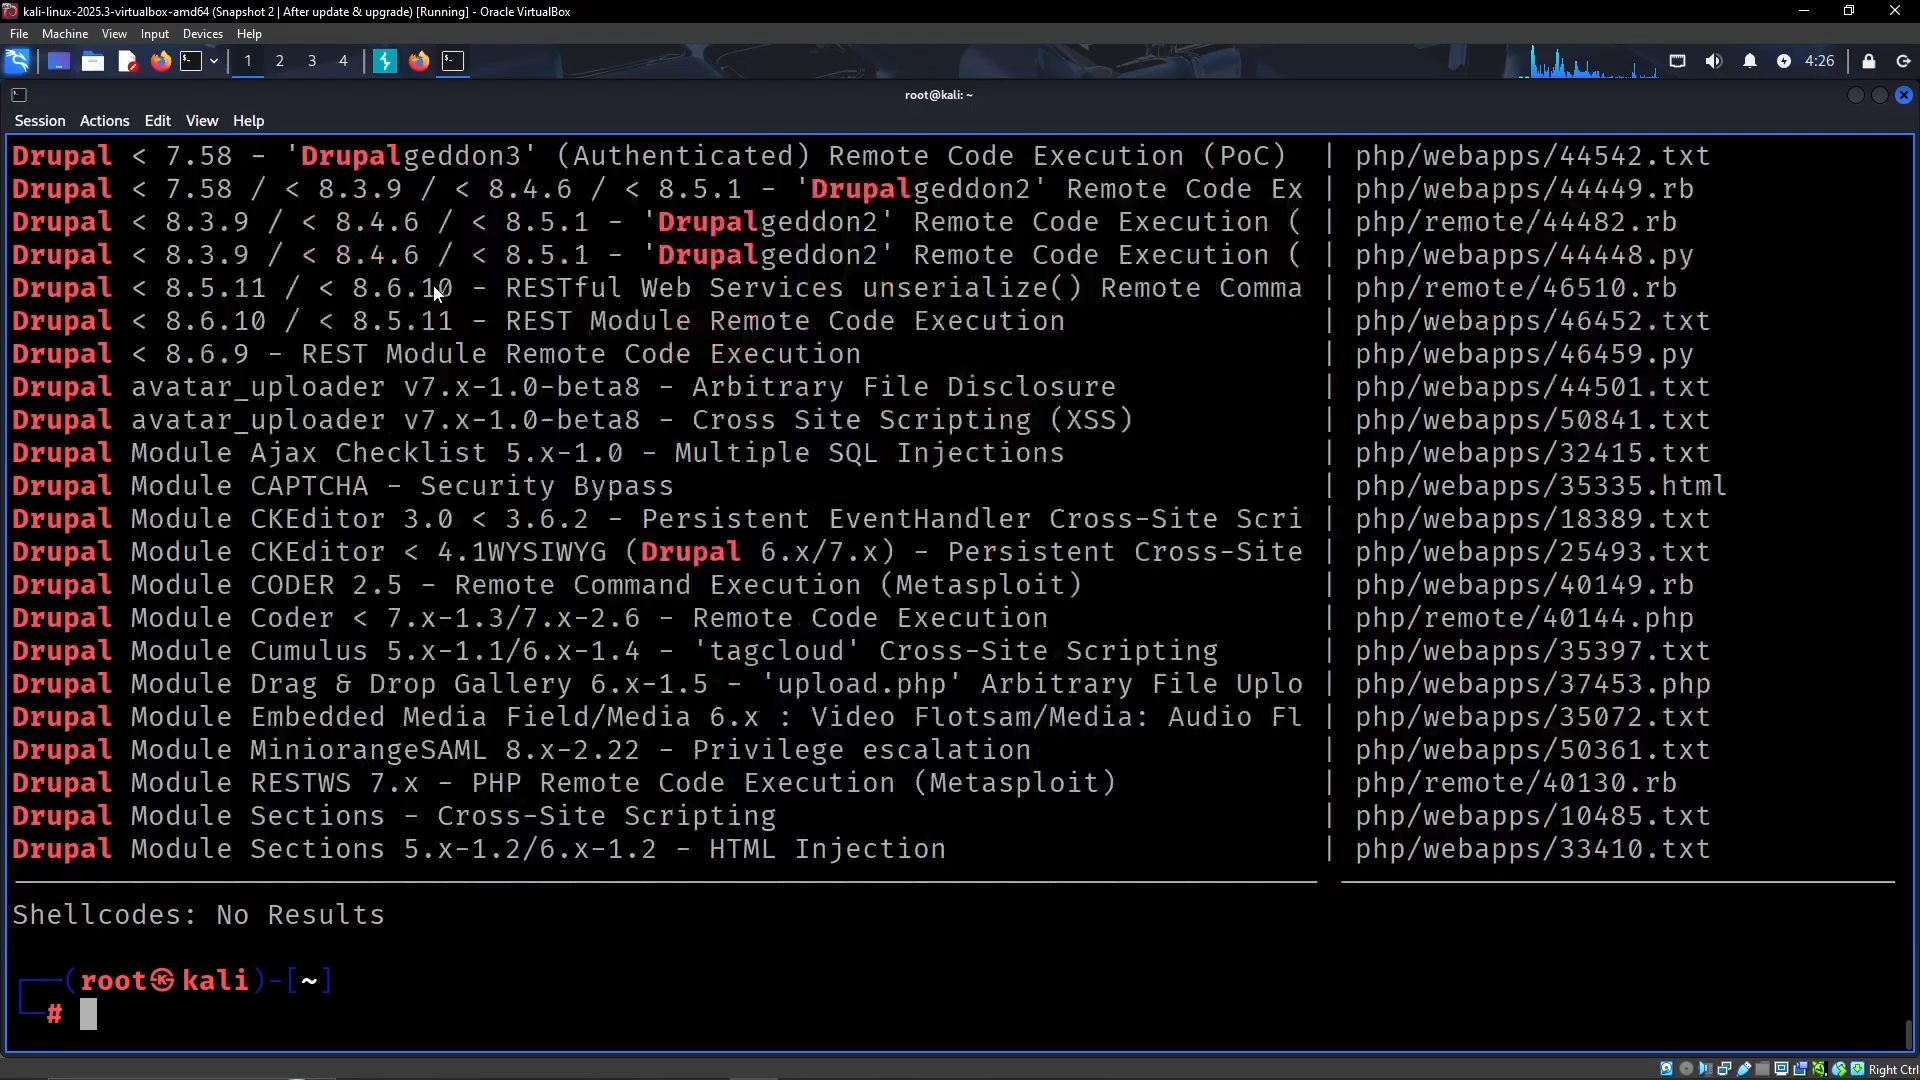 kali-linux-2025.3-virtualbox-amd64 (Snapshot 2 | After update & upgrade) [Running] - Oracle VirtualBox
File Machine View Input Devices Help
1 2 3 4 4:26
root@kali: ~
Session Actions Edit View Help
Drupal < 7.58 - 'Drupalgeddon3' (Authenticated) Remote Code Execution (PoC) | php/webapps/44542.txt
Drupal < 7.58 / < 8.3.9 / < 8.4.6 / < 8.5.1 - 'Drupalgeddon2' Remote Code Ex | php/webapps/44449.rb
Drupal < 8.3.9 / < 8.4.6 / < 8.5.1 - 'Drupalgeddon2' Remote Code Execution ( | php/remote/44482.rb
Drupal < 8.3.9 / < 8.4.6 / < 8.5.1 - 'Drupalgeddon2' Remote Code Execution ( | php/webapps/44448.py
Drupal < 8.5.11 / < 8.6.10 - RESTful Web Services unserialize() Remote Comma | php/remote/46510.rb
Drupal < 8.6.10 / < 8.5.11 - REST Module Remote Code Execution | php/webapps/46452.txt
Drupal < 8.6.9 - REST Module Remote Code Execution | php/webapps/46459.py
Drupal avatar_uploader v7.x-1.0-beta8 - Arbitrary File Disclosure | php/webapps/44501.txt
Drupal avatar_uploader v7.x-1.0-beta8 - Cross Site Scripting (XSS) | php/webapps/50841.txt
Drupal Module Ajax Checklist 5.x-1.0 - Multiple SQL Injections | php/webapps/32415.txt
Drupal Module CAPTCHA - Security Bypass | php/webapps/35335.html
Drupal Module CKEditor 3.0 < 3.6.2 - Persistent EventHandler Cross-Site Scri | php/webapps/18389.txt
Drupal Module CKEditor < 4.1WYSIWYG (Drupal 6.x/7.x) - Persistent Cross-Site | php/webapps/25493.txt
Drupal Module CODER 2.5 - Remote Command Execution (Metasploit) | php/webapps/40149.rb
Drupal Module Coder < 7.x-1.3/7.x-2.6 - Remote Code Execution | php/remote/40144.php
Drupal Module Cumulus 5.x-1.1/6.x-1.4 - 'tagcloud' Cross-Site Scripting | php/webapps/35397.txt
Drupal Module Drag & Drop Gallery 6.x-1.5 - 'upload.php' Arbitrary File Uplo | php/webapps/37453.php
Drupal Module Embedded Media Field/Media 6.x : Video Flotsam/Media: Audio Fl | php/webapps/35072.txt
Drupal Module MiniorangeSAML 8.x-2.22 - Privilege escalation | php/webapps/50361.txt
Drupal Module RESTWS 7.x - PHP Remote Code Execution (Metasploit) | php/remote/40130.rb
Drupal Module Sections - Cross-Site Scripting | php/webapps/10485.txt
Drupal Module Sections 5.x-1.2/6.x-1.2 - HTML Injection | php/webapps/33410.txt
Shellcodes: No Results
┌──(root㉿kali)-[~]
└─#
Right Ctrl